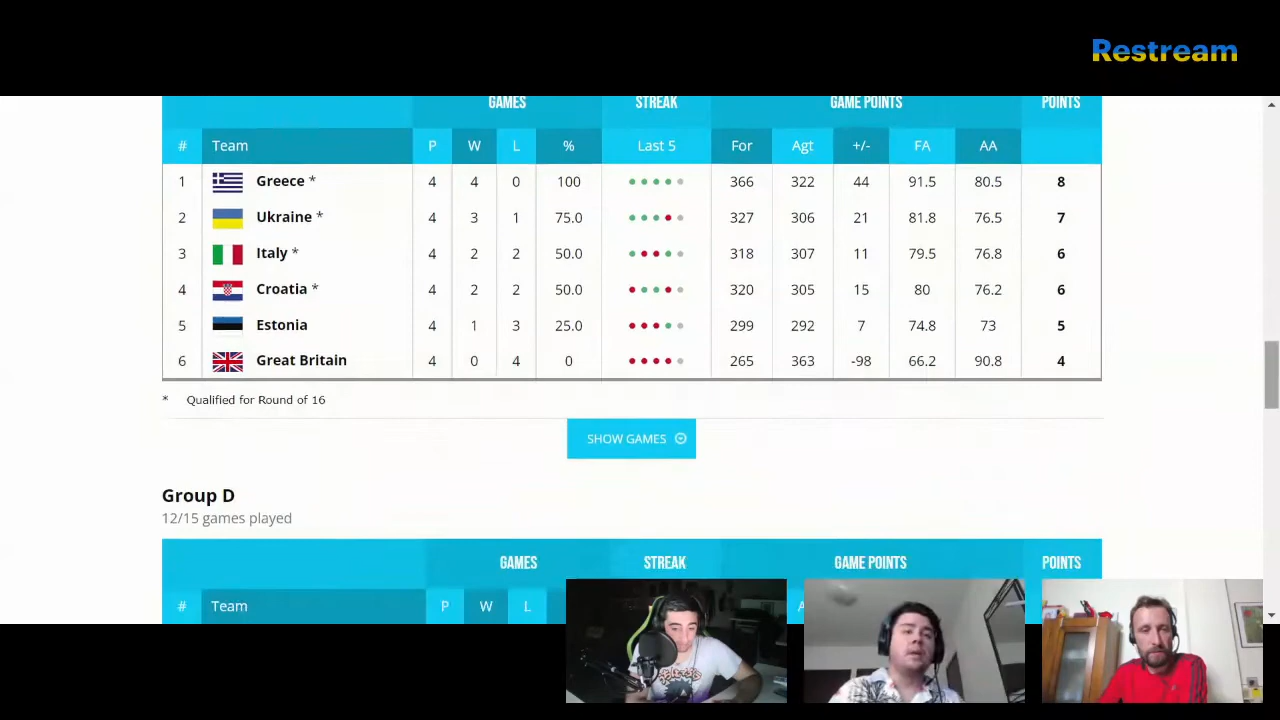 Restream
GAMES STREAK GAME POINTS POINTS
# Team P W L % Last 5 For Agt +/- FA AA
1 Greece * 4 4 0 100 366 322 44 91.5 80.5 8
2 Ukraine * 4 3 1 75.0 327 306 21 81.8 76.5 7
3 Italy * 4 2 2 50.0 318 307 11 79.5 76.8 6
4 Croatia * 4 2 2 50.0 320 305 15 80 76.2 6
5 Estonia 4 1 3 25.0 299 292 7 74.8 73 5
6 Great Britain 4 0 4 0 265 363 -98 66.2 90.8 4
* Qualified for Round of 16
SHOW GAMES
Group D
12/15 games played
GAMES STREAK GAME POINTS POINTS
# Team P W L